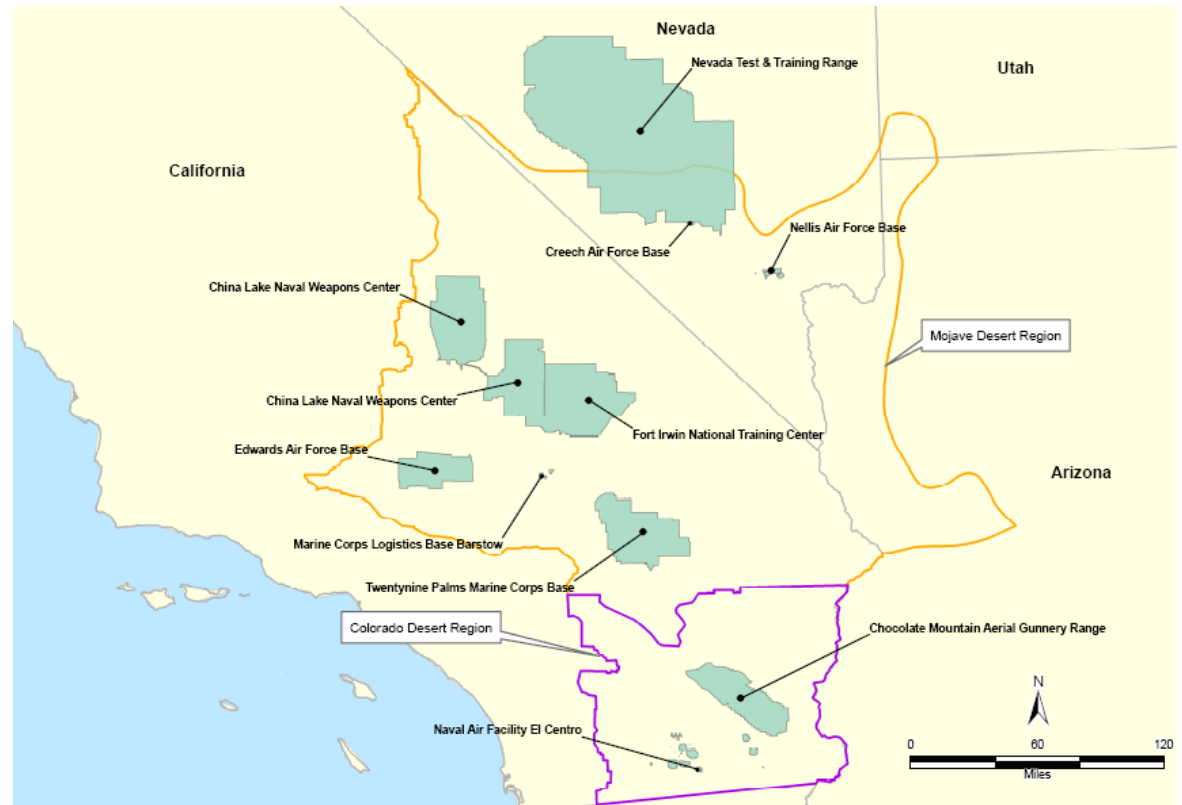 Nevada
Nevada Test & Training Range
Utah
California
Nellis Air Force Base
Creech Air Force Base
China Lake Naval Weapons Center
Mojave Desert Region
China Lake Naval Weapons Center
Fort Irwin National Training Center
Edwards Air Force Base
Arizona
Marine Corps Logistics Base Barstow
Twentynine Palms Marine Corps Base
Colorado Desert Region
Chocolate Mountain Aerial Gunnery Range
N
Naval Air Facility El Centro
0 60 120
Miles